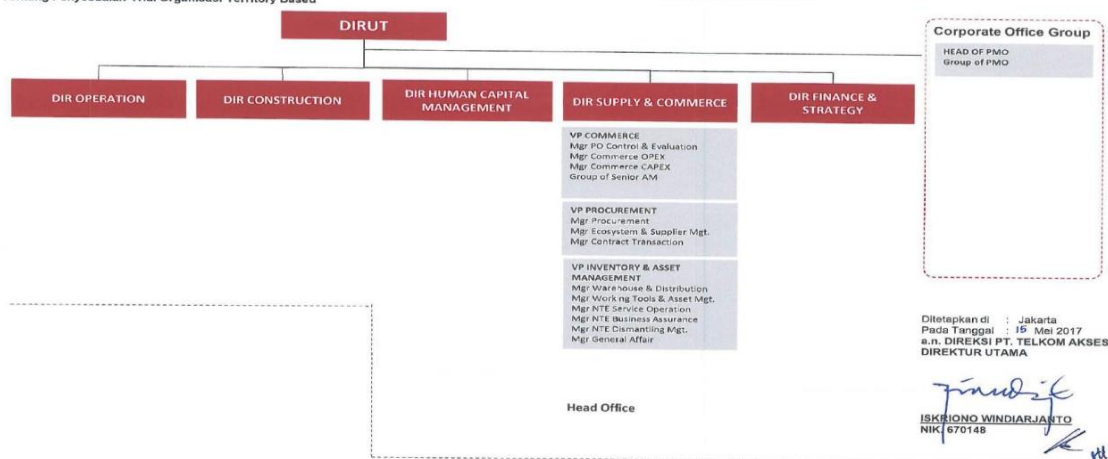 DIRUT
Corporate Office Group
HEAD OF PMO
Group of PMO
DIR OPERATION
DIR CONSTRUCTION
DIR HUMAN CAPITAL
MANAGEMENT
DIR SUPPLY & COMMERCE
DIR FINANCE &
STRATEGY
VP COMMERCE
Mgr PO Control & Evaluation
Mgr Commerce OPEX
Mgr Commerce CAPEX
Group of Senior AM
VP PROCUREMENT
Mgr Procurement
Mgr Ecosystem & Supplier Mgt.
Mgr Contract Transaction
VP INVENTORY & ASSET
MANAGEMENT
Mgr Warehouse & Distribution
Mgr Working Tools & Asset Mgt.
Mgr NTE Service Operation
Mgr NTE Business Assurance
Mgr NTE Dismantling Mgt.
Mgr General Affair
Head Office
Ditetapkan di : Jakarta
Pada Tanggal : 15 Mei 2017
a.n. DIREKSI PT. TELKOM AKSES
DIREKTUR UTAMA
ISKRIONO WINDIARJANTO
NIK. 670148